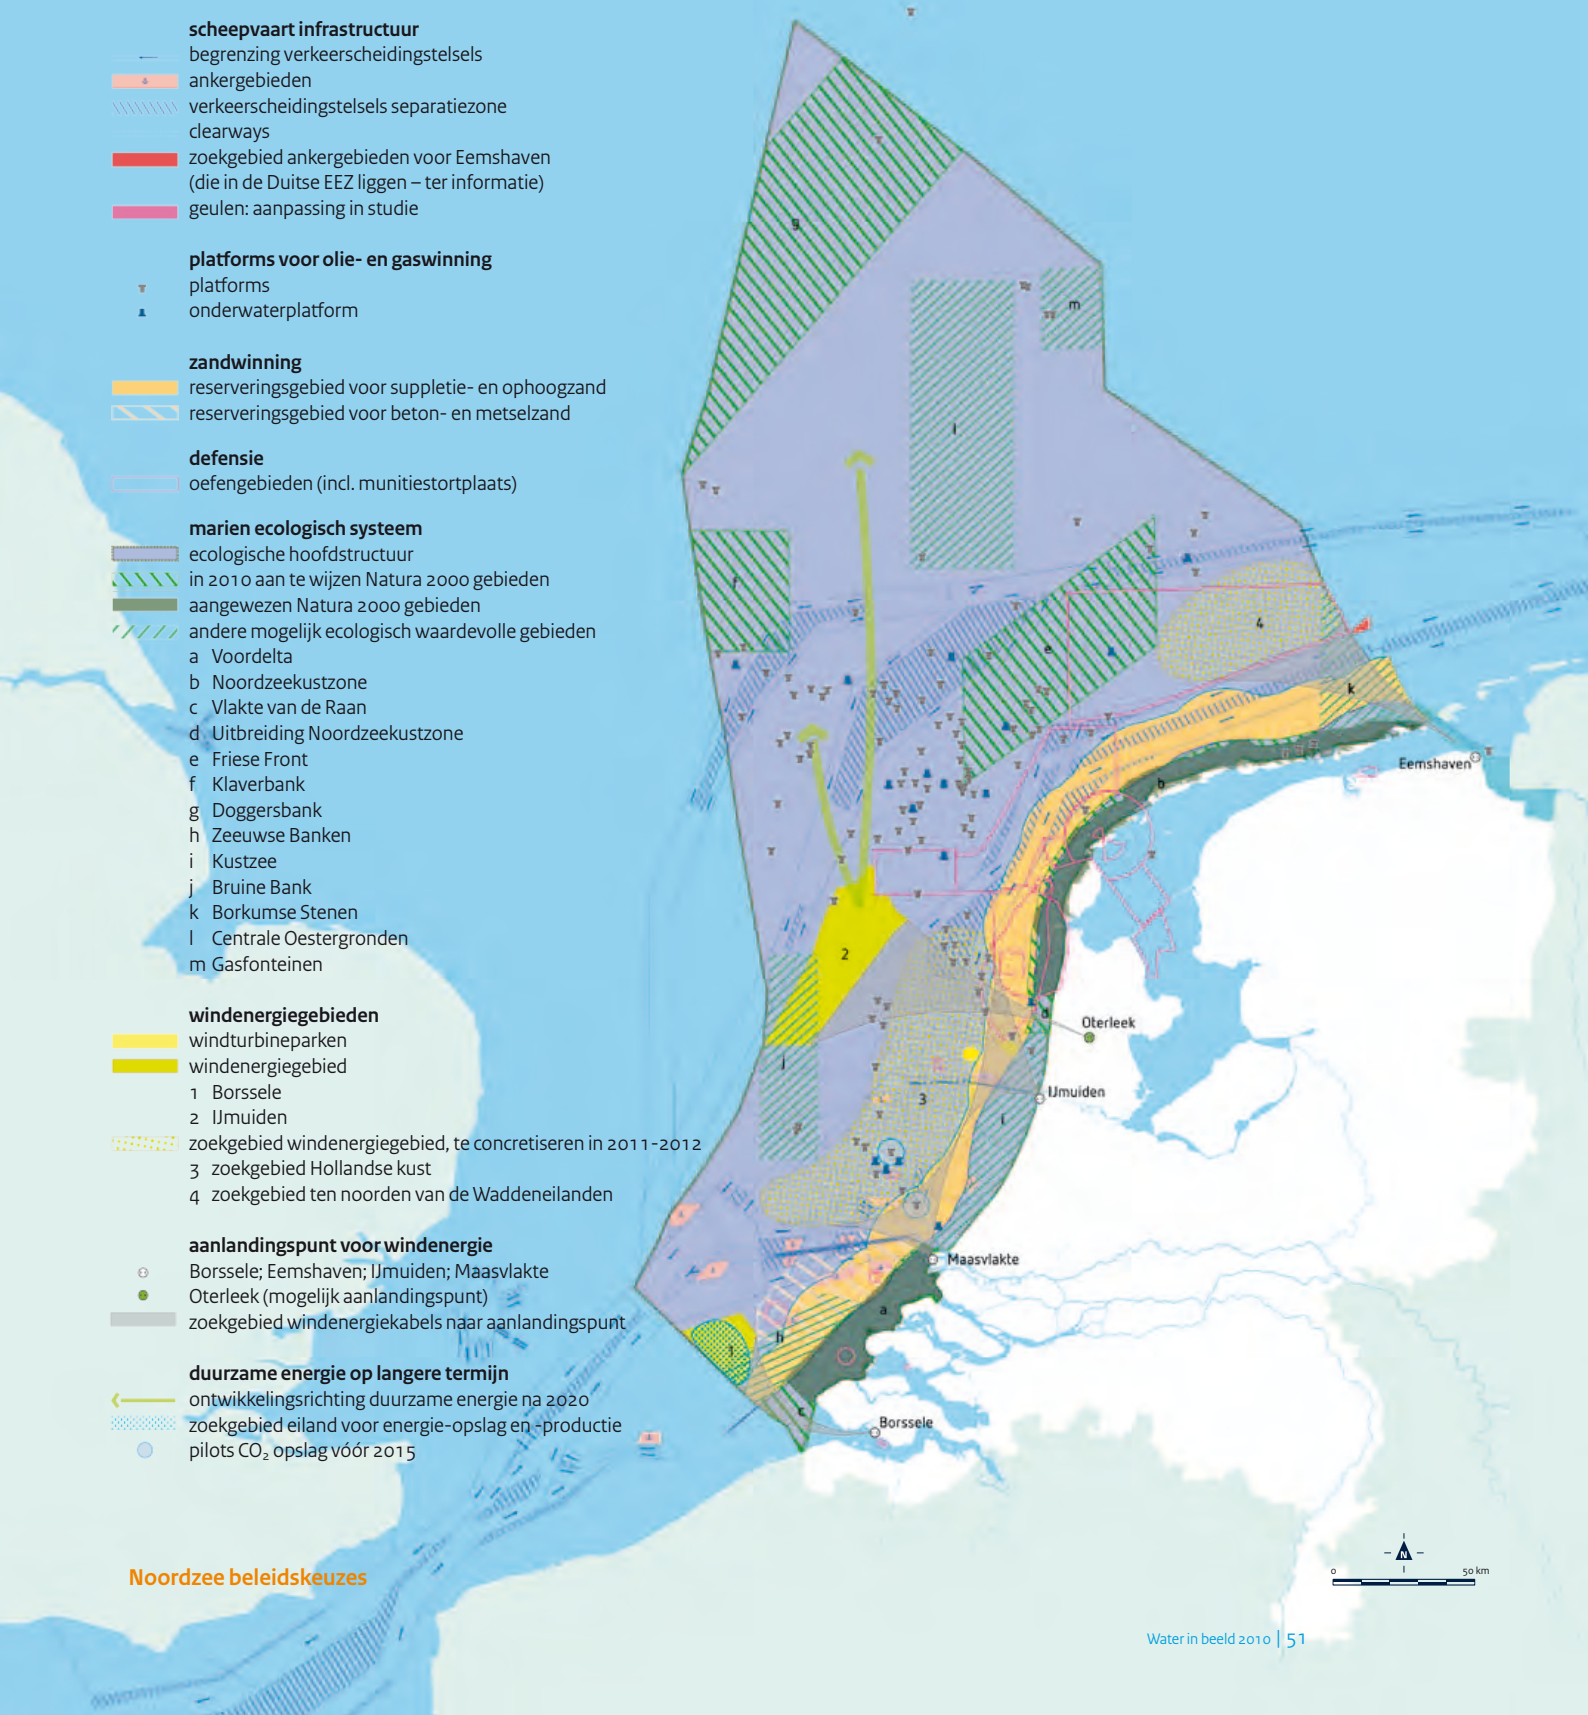 scheepvaart infrastructuur
begrenzing verkeerscheidingstelsels
ankergebieden
verkeerscheidingstelsels separatiezone
clearways
zoekgebied ankergebieden voor Eemshaven
(die in de Duitse EEZ liggen – ter informatie)
geulen: aanpassing in studie
platforms voor olie- en gaswinning
platforms
onderwaterplatform
zandwinning
reserveringsgebied voor suppletie- en ophoogzand
reserveringsgebied voor beton- en metselzand
defensie
oefengebieden (incl. munitiestortplaats)
marien ecologisch systeem
ecologische hoofdstructuur
in 2010 aan te wijzen Natura 2000 gebieden
aangewezen Natura 2000 gebieden
andere mogelijk ecologisch waardevolle gebieden
a Voordelta
b Noordzeekustzone
c Vlakte van de Raan
d Uitbreiding Noordzeekustzone
e Friese Front
f Klaverbank
g Doggersbank
h Zeeuwse Banken
i Kustzee
j Bruine Bank
k Borkumse Stenen
l Centrale Oestergronden
m Gasfonteinen
windenergiegebieden
windturbineparken
windenergiegebied
1 Borssele
2 IJmuiden
zoekgebied windenergiegebied, te concretiseren in 2011-2012
3 zoekgebied Hollandse kust
4 zoekgebied ten noorden van de Waddeneilanden
aanlandingspunt voor windenergie
Borssele; Eemshaven; IJmuiden; Maasvlakte
Oterleek (mogelijk aanlandingspunt)
zoekgebied windenergiekabels naar aanlandingspunt
duurzame energie op langere termijn
ontwikkelingsrichting duurzame energie na 2020
zoekgebied eiland voor energie-opslag en -productie
pilots CO₂ opslag vóór 2015
Noordzee beleidskeuzes
g
m
l
f
e
4
k
Eemshaven
b
2
d
Oterleek
j
3
IJmuiden
i
Maasvlakte
a
h
1
c
Borssele
N
0 50 km
Water in beeld 2010 | 51